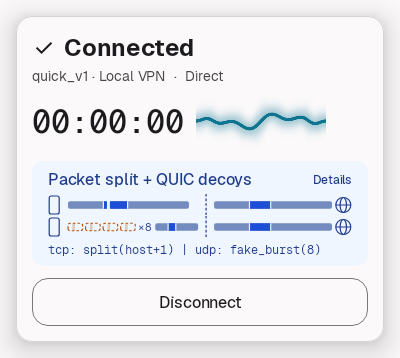 Connected
quick_v1 · Local VPN · Direct
00:00:00
Packet split + QUIC decoys Details
×8
tcp: split(host+1) | udp: fake_burst(8)
Disconnect